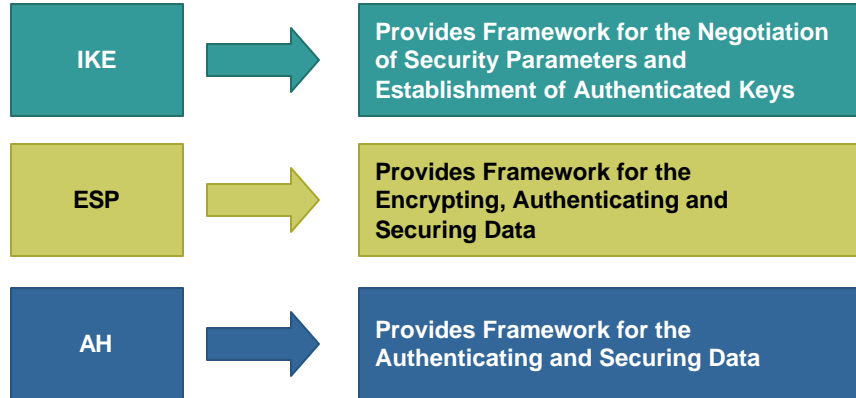 IKE
Provides Framework for the Negotiation
of Security Parameters and
Establishment of Authenticated Keys
ESP
Provides Framework for the
Encrypting, Authenticating and
Securing Data
AH
Provides Framework for the
Authenticating and Securing Data